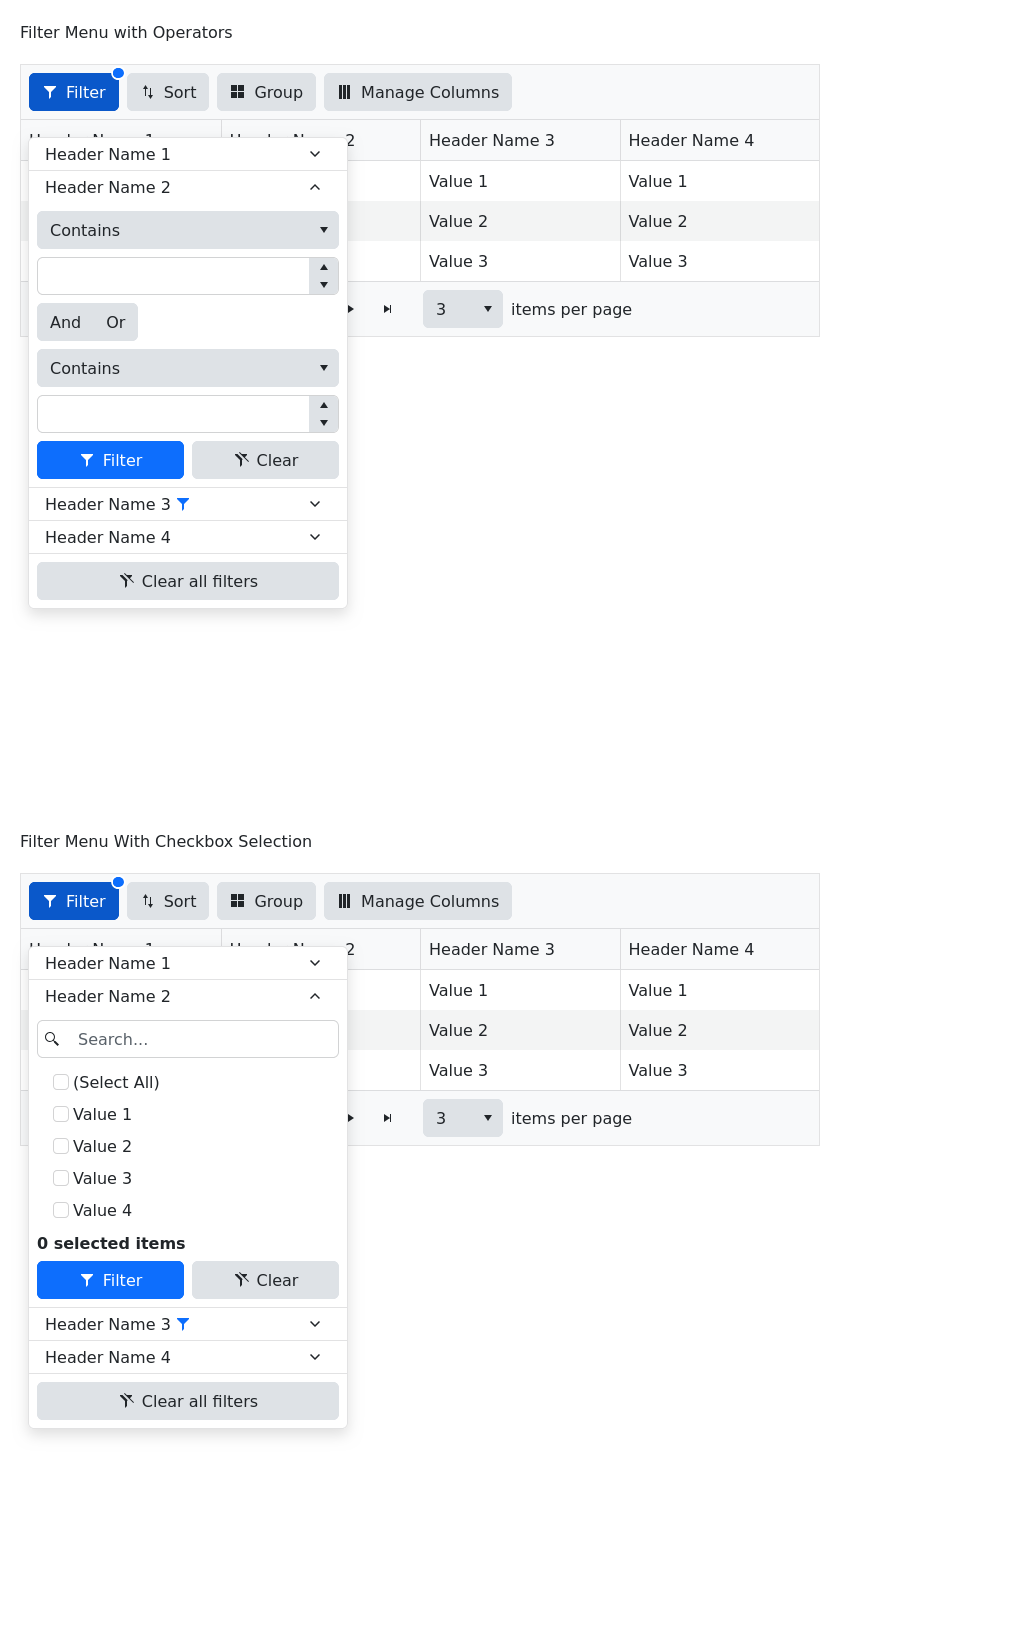 Filter Menu with Operators
Filter Sort Group Manage Columns
2 Header Name 3 Header Name 4
Header Name 1
Value 1 Value 1
Header Name 2
Value 2 Value 2
Contains
Value 3 Value 3
3 items per page
And Or
Contains
Filter Clear
Header Name 3
Header Name 4
Clear all filters
Filter Menu With Checkbox Selection
Filter Sort Group Manage Columns
2 Header Name 3 Header Name 4
Header Name 1
Value 1 Value 1
Header Name 2
Value 2 Value 2
Search...
Value 3 Value 3
(Select All)
Value 1
3 items per page
Value 2
Value 3
Value 4
0 selected items
Filter Clear
Header Name 3
Header Name 4
Clear all filters